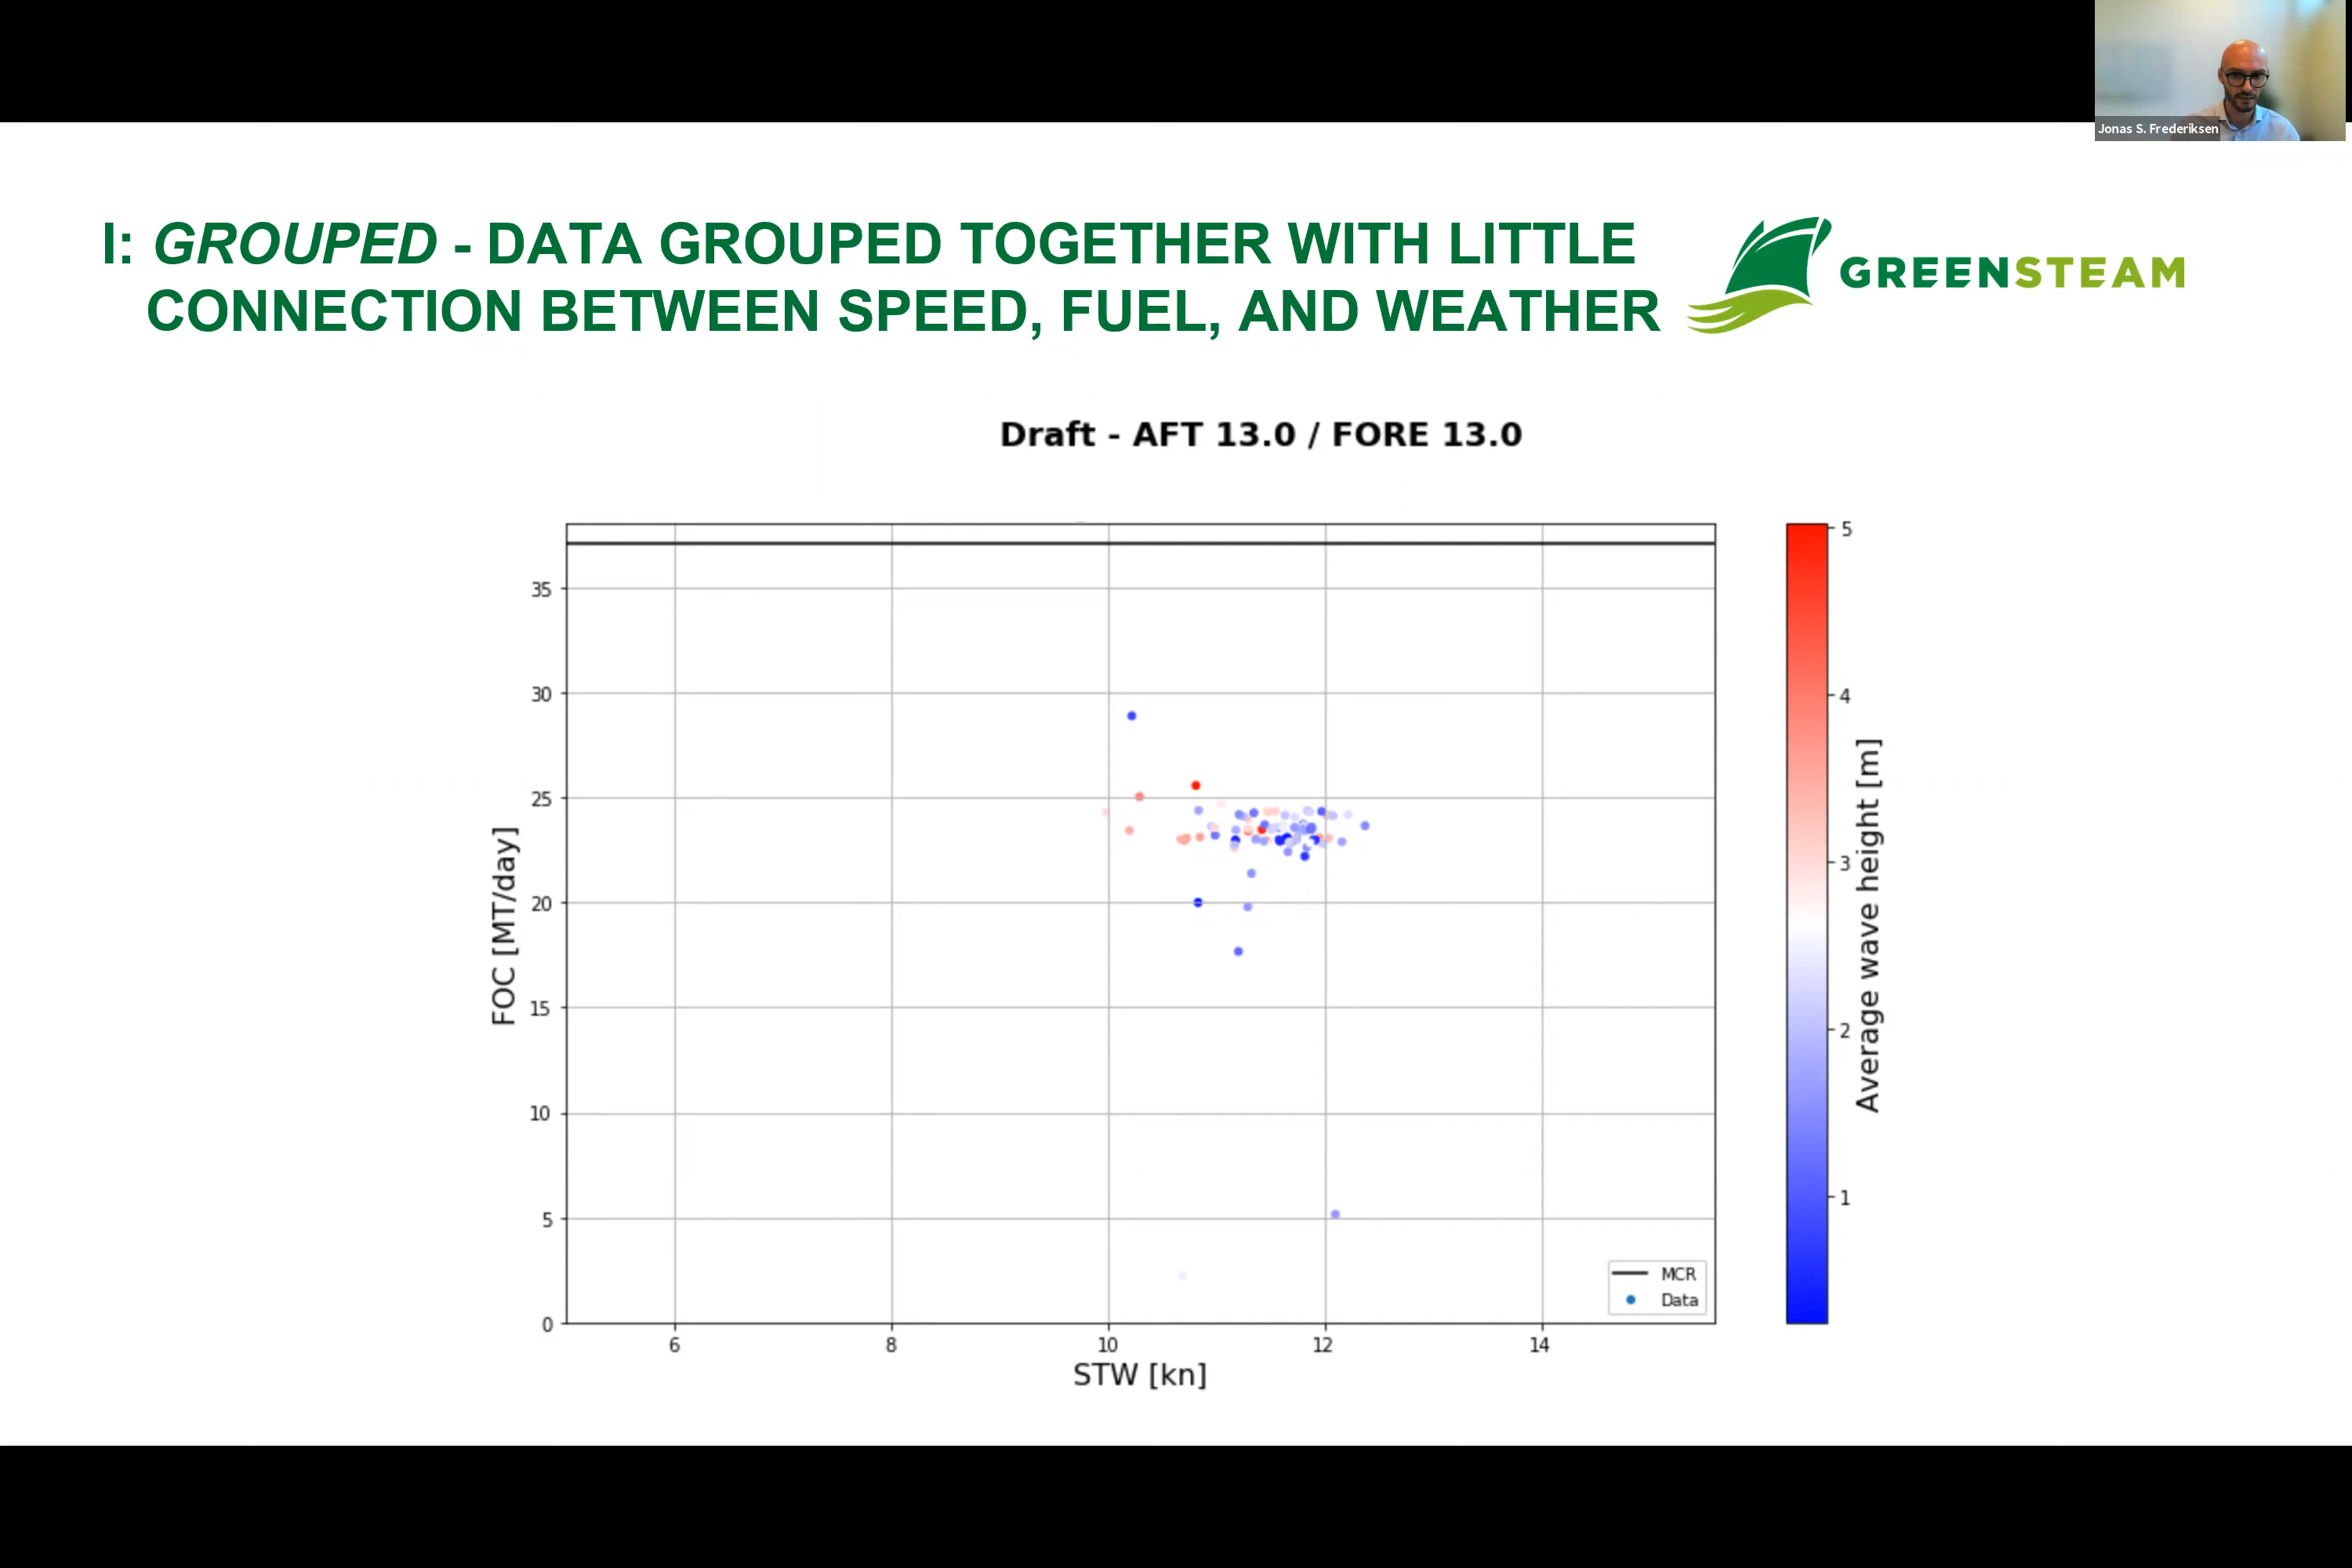 Jonas S. Frederiksen
I: GROUPED - DATA GROUPED TOGETHER WITH LITTLE
CONNECTION BETWEEN SPEED, FUEL, AND WEATHER
GREENSTEAM
Draft - AFT 13.0 / FORE 13.0
FOC [MT/day]
35
30
25
20
15
10
5
0
6
8
10
12
14
STW [kn]
MCR
Data
5
4
3
2
1
Average wave height [m]